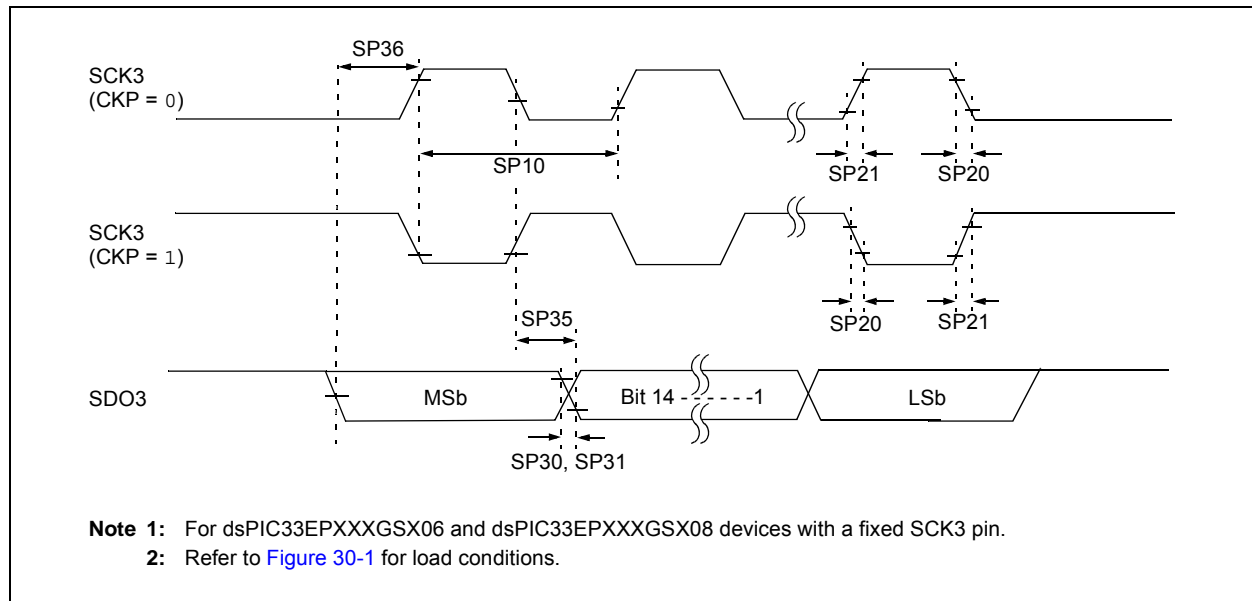 SP36
SCK3
(CKP = 0)
SP10
SP21
SP20
SCK3
(CKP = 1)
SP35
SP20
SP21
SDO3
MSb
Bit 14 - - - - - - -1
LSb
SP30, SP31
Note 1: For dsPIC33EPXXXGSX06 and dsPIC33EPXXXGSX08 devices with a fixed SCK3 pin.
2: Refer to Figure 30-1 for load conditions.